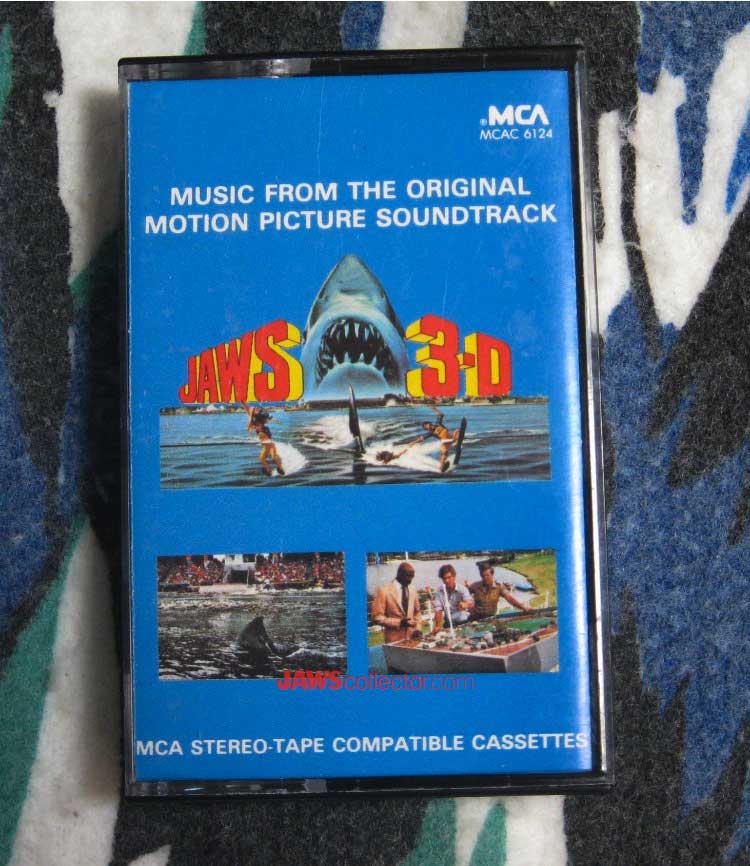 ®MCA
MCAC 6124
MUSIC FROM THE ORIGINAL
MOTION PICTURE SOUNDTRACK
JAWS 3-D
JAWScollector.com
MCA STEREO-TAPE COMPATIBLE CASSETTES